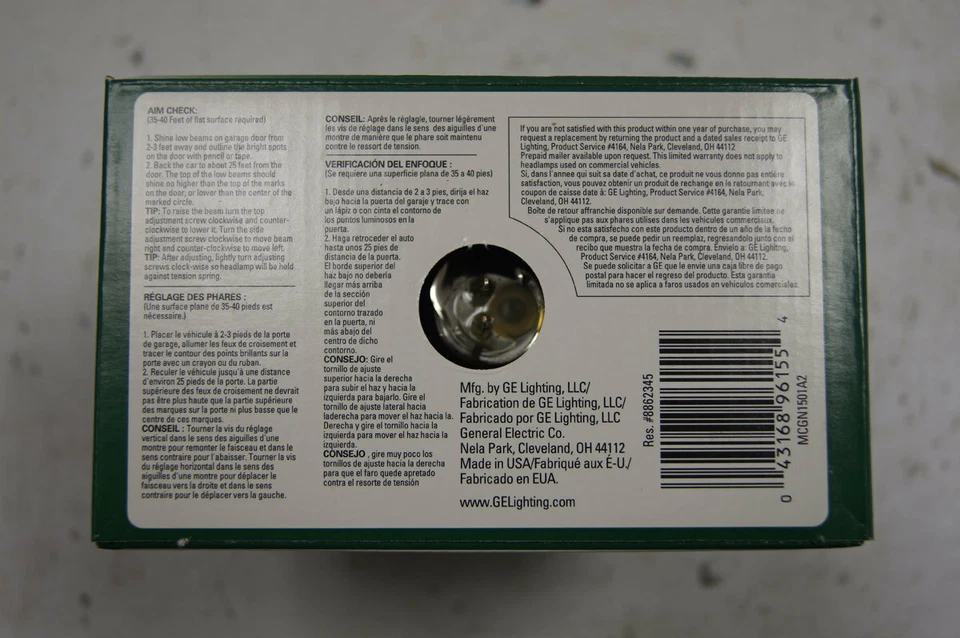 AIM CHECK:
(35-40 Feet of flat surface required)
1. Shine low beams on garage door from
2-3 feet away and outline the bright spots
on the door with pencil or tape.
2. Back the car to about 25 feet from the
door. The top of the low beams should
shine no higher than the top of the marks
on the door, or lower than the center of the
marked circle.
TIP: To raise the beam turn the top
adjustment screw clockwise and counter-
clockwise to lower it. Turn the side
adjustment screw clockwise to move beam
right and counter-clockwise to move left.
TIP: After adjusting, lightly turn adjusting
screws clock-wise so headlamp will be held
against tension spring.
RÉGLAGE DES PHARES :
(Une surface plane de 35-40 pieds est
nécessaire.)
1. Placer le véhicule à 2-3 pieds de la porte
de garage, allumer les feux de croisement et
tracer le contour des points brillants sur la
porte avec un crayon ou du ruban.
2. Reculer le véhicule jusqu'à une distance
d'environ 25 pieds de la porte. La partie
supérieure des feux de croisement ne devrait
pas être plus haute que la partie supérieure
des marques sur la porte ni plus basse que le
centre de ces marques.
CONSEIL : Tourner la vis du réglage
vertical dans le sens des aiguilles d'une
montre pour remonter le faisceau et dans le
sens contraire pour l'abaisser. Tourner la vis
du réglage horizontal dans le sens des
aiguilles d'une montre pour déplacer le
faisceau vers la droite et dans le sens
contraire pour le déplacer vers la gauche.
CONSEIL: Après le réglage, tourner légèrement
les vis de réglage dans le sens des aiguilles d'une
montre de manière que le phare soit maintenu
contre le ressort de tension.
VERIFICACIÓN DEL ENFOQUE :
(Se requiere una superficie plana de 35 a 40 pies)
1. Desde una distancia de 2 a 3 pies, dirija el haz
bajo hacia la puerta del garaje y trace con
un lápiz o con cinta el contorno de
los puntos luminosos en la
puerta.
2. Haga retroceder el auto
hasta unos 25 pies de
distancia de la puerta.
El borde superior del
haz bajo no debería
llegar más arriba
de la sección
superior del
contorno trazado
en la puerta, ni
más abajo del
centro de dicho
contorno.
CONSEJO: Gire el
tornillo de ajuste
superior hacia la derecha
para subir el haz y hacia la
izquierda para bajarlo. Gire el
tornillo de ajuste lateral hacia
laderecha para mover el haz hacia la.
Derecha y gire el tornillo hacia la
izquierda para mover el haz hacia la
izquierda.
CONSEJO , gire muy poco los
tornillos de ajuste hacia la derecha
para que el faro quede apretado
contra el resorte de tensión
If you are not satisfied with this product within one year of purchase, you may
request a replacement by returning the product and a dated sales receipt to GE
Lighting, Product Service #4164, Nela Park, Cleveland, OH 44112
Prepaid mailer available upon request. This limited warranty does not apply to
headlamps used on commercial vehicles.
Si, dans l'annee qui suit sa date d'achat, ce produit ne vous donne pas entière
satisfaction, vous pouvez obtenir un produit de rechange en le retournant avec le
coupon de caisse daté à: GE Lighting, Product Service #4164, Nela Park,
Cleveland, OH 44112.
Boîte de retour affranchie disponible sur demande. Cette garantie limitee ne
s'applique pas aux phares utilises dans les vehicules commerciaux.
Si no esta satisfecho con este producto dentro de un año de la fecha
de compra, se puede pedir un reemplazo, regresandolo junto con el
recibo que muestra la fecha de compra. Envielo a: GE Lighting,
Product Service #4164, Nela Park, Cleveland, OH 44112.
Se puede solicitar a GE que le envie una caja libre de pago
postal para hacer el regreso del producto. Esta garantia
limitada no se aplica a faros usados en vehiculos comerciales.
Mfg. by GE Lighting, LLC/
Fabrication de GE Lighting, LLC/
Fabricado por GE Lighting, LLC
General Electric Co.
Nela Park, Cleveland, OH 44112
Made in USA/Fabriqué aux É-U./
Fabricado en EUA.
www.GELighting.com
Res. #8862345
0 43168 96155 4
MCGN1501A2